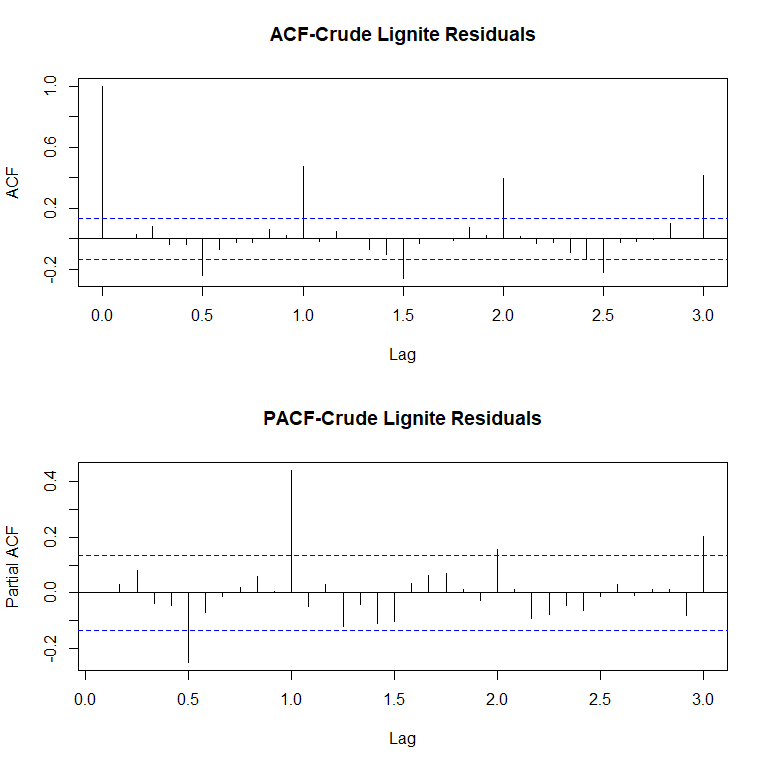 ACF-Crude Lignite Residuals
ACF
1.0
0.6
0.2
-0.2
0.0 0.5 1.0 1.5 2.0 2.5 3.0
Lag
PACF-Crude Lignite Residuals
Partial ACF
0.4
0.2
0.0
-0.2
0.0 0.5 1.0 1.5 2.0 2.5 3.0
Lag